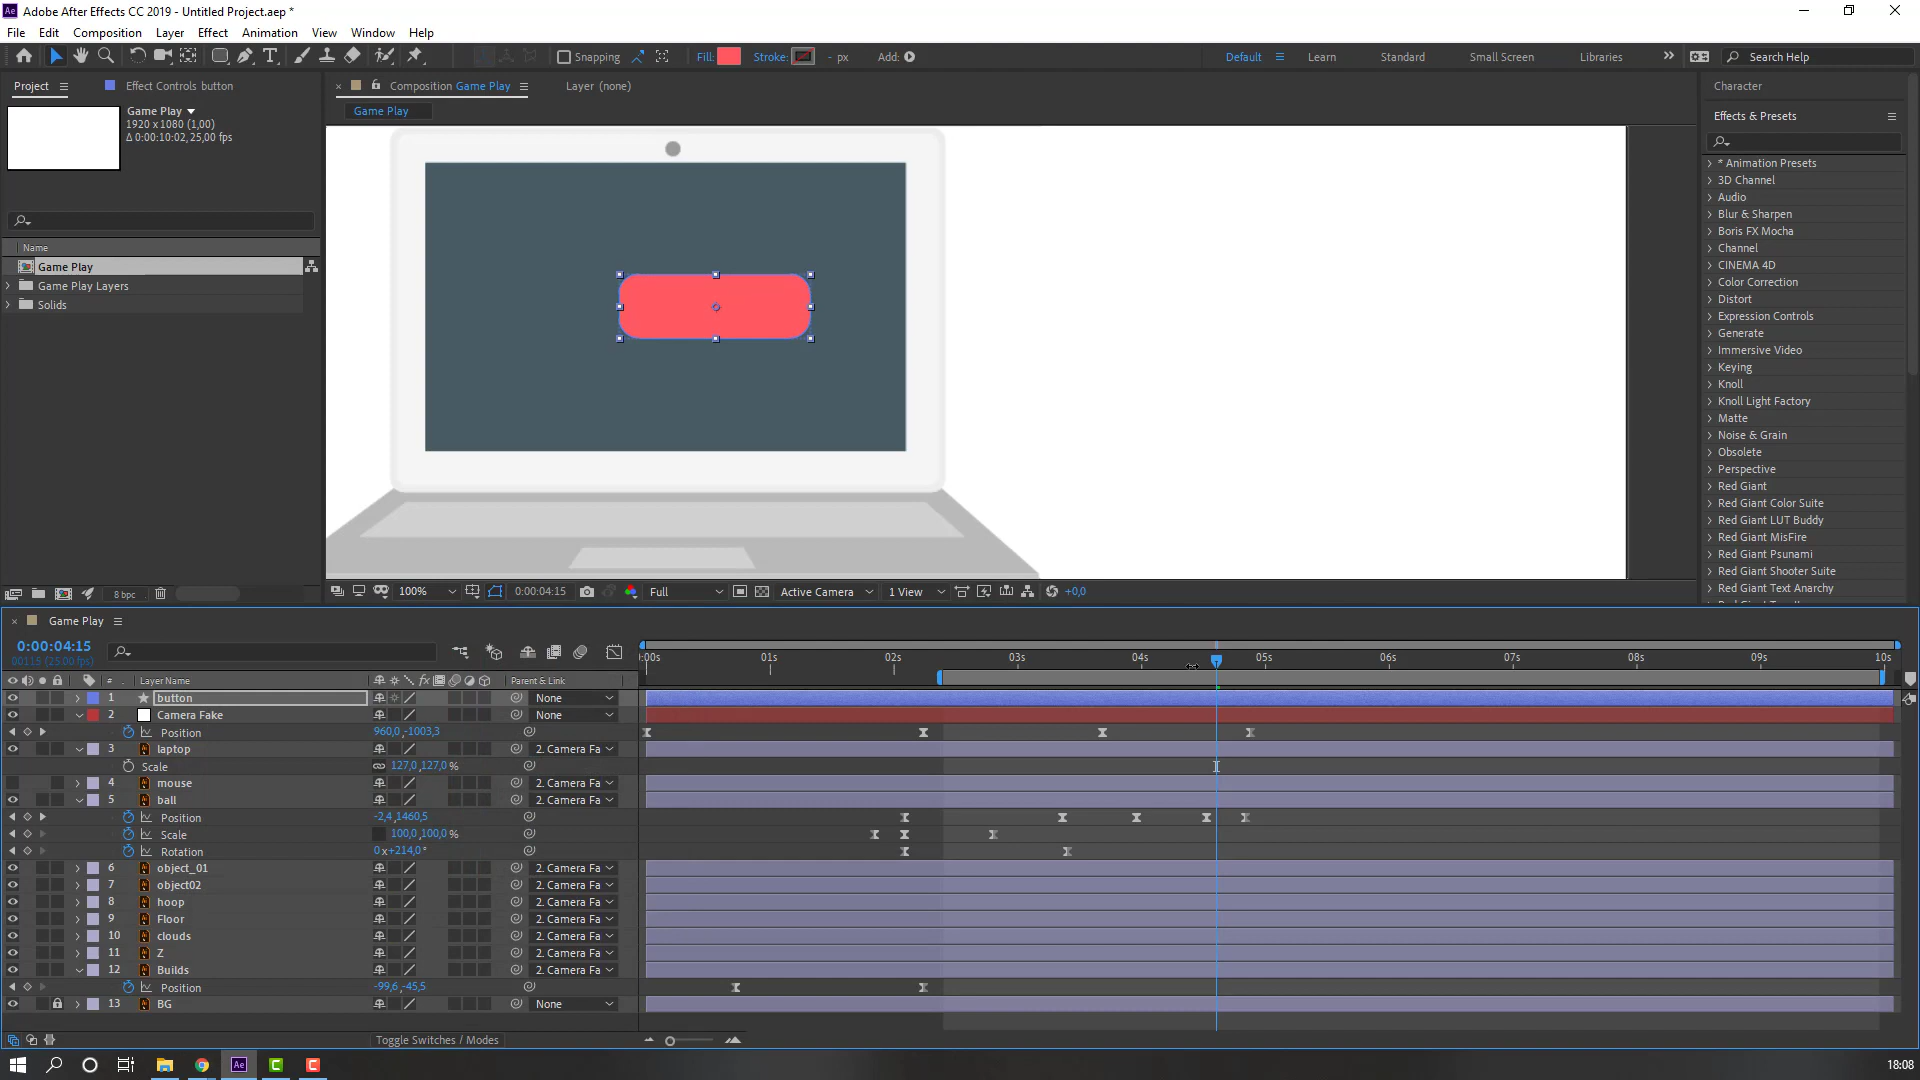 Adobe After Effects CC 2019 - Untitled Project.aep *
File Edit Composition Layer Effect Animation View Window Help
Snapping Fill: Stroke: - px Add: Default Learn Standard Small Screen Libraries Search Help
Project Effect Controls button
Game Play
1920 x 1080 (1,00)
Δ 0:00:10:02, 25,00 fps
Name
Game Play
Game Play Layers
Solids
8 bpc
Composition Game Play Layer (none)
Game Play
100% 0:00:04:15 Full Active Camera 1 View +0,0
Character
Effects & Presets
* Animation Presets
3D Channel
Audio
Blur & Sharpen
Boris FX Mocha
Channel
CINEMA 4D
Color Correction
Distort
Expression Controls
Generate
Immersive Video
Keying
Knoll
Knoll Light Factory
Matte
Noise & Grain
Obsolete
Perspective
Red Giant
Red Giant Color Suite
Red Giant LUT Buddy
Red Giant MisFire
Red Giant Psunami
Red Giant Shooter Suite
Red Giant Text Anarchy
Game Play
0:00:04:15
00115 (25.00 fps)
:00s 01s 02s 03s 04s 05s 06s 07s 08s 09s 10s
# Layer Name fx Parent & Link
1 button None
2 Camera Fake None
Position 960,0,-1003,3
3 laptop 2. Camera Fa
Scale 127,0,127,0 %
4 mouse 2. Camera Fa
5 ball 2. Camera Fa
Position -2,4,1460,5
Scale 100,0,100,0 %
Rotation 0x+214,0°
6 object_01 2. Camera Fa
7 object02 2. Camera Fa
8 hoop 2. Camera Fa
9 Floor 2. Camera Fa
10 clouds 2. Camera Fa
11 Z 2. Camera Fa
12 Builds 2. Camera Fa
Position -99,6,-45,5
13 BG None
Toggle Switches / Modes
18:08